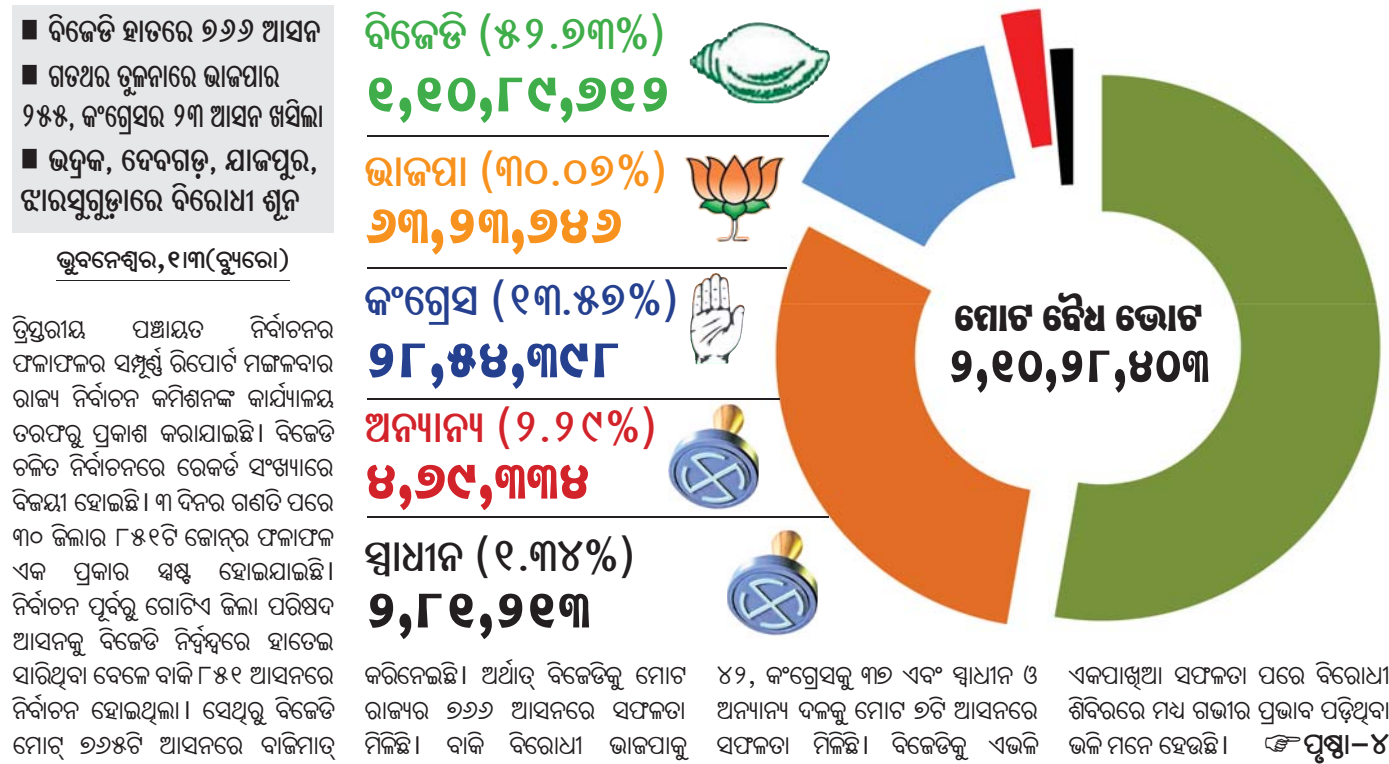 ■ ବିଜେଡି ହାତରେ ୭୬୬ ଆସନ
■ ଗତଥର ତୁଳନାରେ ଭାଜପାର
୨୫୫, କଂଗ୍ରେସର ୨୩ ଆସନ ଖସିଲା
■ ଭଦ୍ରକ, ଦେବଗଡ଼, ଯାଜପୁର,
ଝାରସୁଗୁଡ଼ାରେ ବିରୋଧୀ ଶୂନ
ଭୁବନେଶ୍ୱର,୧।୩(ବ୍ୟୁରୋ)
ତ୍ରିସ୍ତରୀୟ ପଞ୍ଚାୟତ ନିର୍ବାଚନର
ଫଳାଫଳର ସମ୍ପୂର୍ଣ୍ଣ ରିପୋର୍ଟ ମଙ୍ଗଳବାର
ରାଜ୍ୟ ନିର୍ବାଚନ କମିଶନଙ୍କ କାର୍ଯ୍ୟାଳୟ
ତରଫରୁ ପ୍ରକାଶ କରାଯାଇଛି। ବିଜେଡି
ଚଳିତ ନିର୍ବାଚନରେ ରେକର୍ଡ ସଂଖ୍ୟାରେ
ବିଜୟୀ ହୋଇଛି। ୩ ଦିନର ଗଣତି ପରେ
୩୦ ଜିଲାର ୮୫୧ଟି ଜୋନ୍‌ର ଫଳାଫଳ
ଏକ ପ୍ରକାର ସ୍ପଷ୍ଟ ହୋଇଯାଇଛି।
ନିର୍ବାଚନ ପୂର୍ବରୁ ଗୋଟିଏ ଜିଲା ପରିଷଦ
ଆସନକୁ ବିଜେଡି ନିର୍ଦ୍ୱନ୍ଦ୍ୱରେ ହାତେଇ
ସାରିଥିବା ବେଳେ ବାକି ୮୫୧ ଆସନରେ
ନିର୍ବାଚନ ହୋଇଥିଲା। ସେଥିରୁ ବିଜେଡି
ମୋଟ୍ ୭୬୫ଟି ଆସନରେ ବାଜିମାତ୍
ବିଜେଡି (୫୨.୭୩%)
୧,୧୦,୮୯,୭୧୨
ଭାଜପା (୩୦.୦୭%)
୬୩,୨୩,୭୪୬
କଂଗ୍ରେସ (୧୩.୫୭%)
୨୮,୫୪,୩୯୮
ଅନ୍ୟାନ୍ୟ (୨.୨୯%)
୪,୭୯,୩୩୪
ସ୍ୱାଧୀନ (୧.୩୪%)
୨,୮୧,୨୧୩
ମୋଟ ବୈଧ ଭୋଟ
୨,୧୦,୨୮,୪୦୩
କରିନେଇଛି। ଅର୍ଥାତ୍ ବିଜେଡିକୁ ମୋଟ
ରାଜ୍ୟର ୭୬୬ ଆସନରେ ସଫଳତା
ମିଳିଛି। ବାକି ବିରୋଧୀ ଭାଜପାକୁ
୪୨, କଂଗ୍ରେସକୁ ୩୭ ଏବଂ ସ୍ୱାଧୀନ ଓ
ଅନ୍ୟାନ୍ୟ ଦଳକୁ ମୋଟ ୭ଟି ଆସନରେ
ସଫଳତା ମିଳିଛି। ବିଜେଡିକୁ ଏଭଳି
ଏକପାଖିଆ ସଫଳତା ପରେ ବିରୋଧୀ
ଶିବିରରେ ମଧ୍ୟ ଗଭୀର ପ୍ରଭାବ ପଡ଼ିଥିବା
ଭଳି ମନେ ହେଉଛି। ☞ପୃଷ୍ଠା–୪